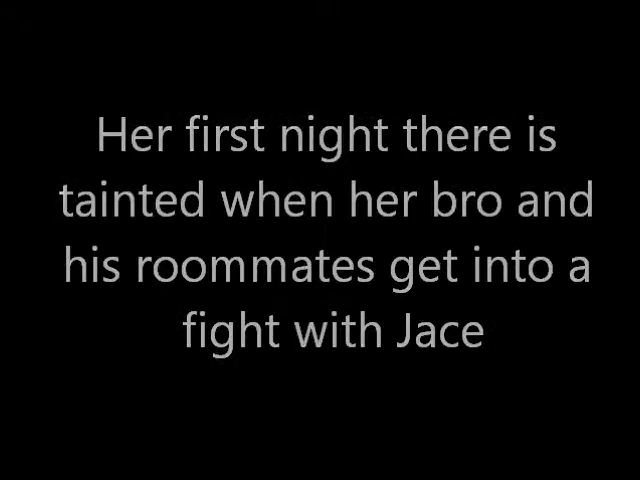 Her first night there is
tainted when her bro and
his roommates get into a
fight with Jace